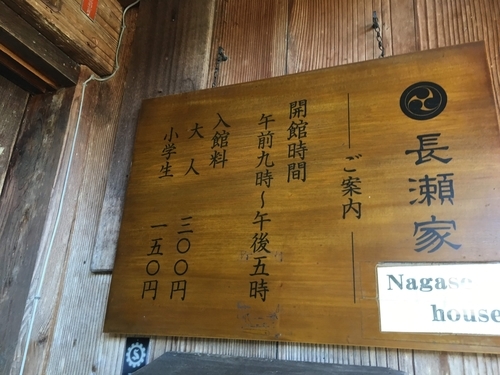 長瀬家
Nagase
house
ご案内
開館時間
午前九時～午後五時
入館料
大人 三〇〇円
小学生 一五〇円
S